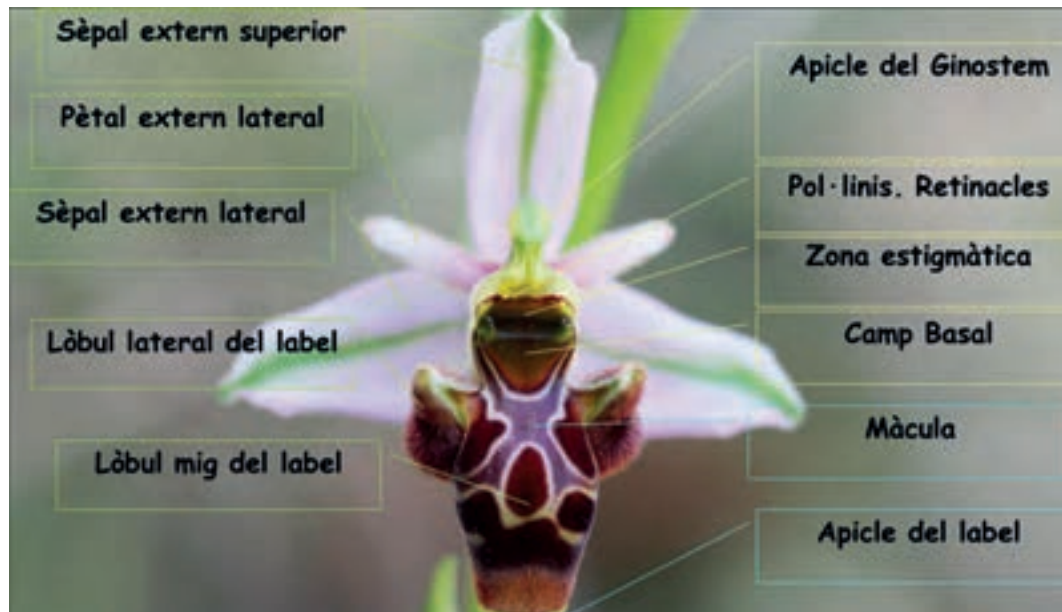 Sèpal extern superior
Pètal extern lateral
Sèpal extern lateral
Lòbul lateral del label
Lòbul mig del label
Apicle del Ginostem
Pol·linis. Retinacles
Zona estigmàtica
Camp Basal
Màcula
Apicle del label